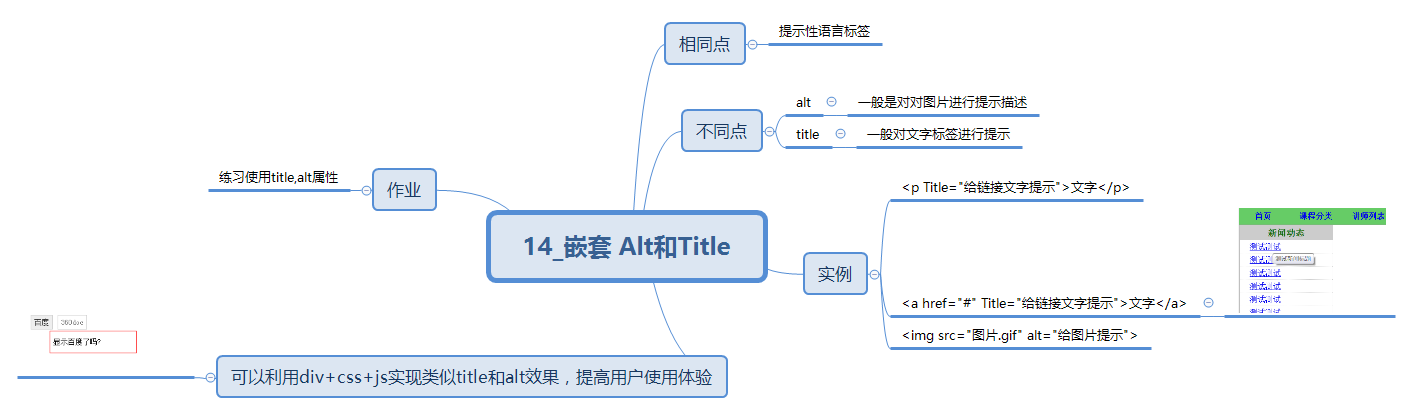 14_嵌套 Alt和Title
相同点
提示性语言标签
不同点
alt
一般是对对图片进行提示描述
title
一般对文字标签进行提示
实例
<p Title="给链接文字提示">文字</p>
<a href="#" Title="给链接文字提示">文字</a>
首页 课程分类 讲师列表
新闻动态
测试测试
测试
测试测试
测试测试
测试测试
测试测试
<img src="图片.gif" alt="给图片提示">
可以利用div+css+js实现类似title和alt效果，提高用户使用体验
百度 360doc
显示百度了吗?
作业
练习使用title,alt属性